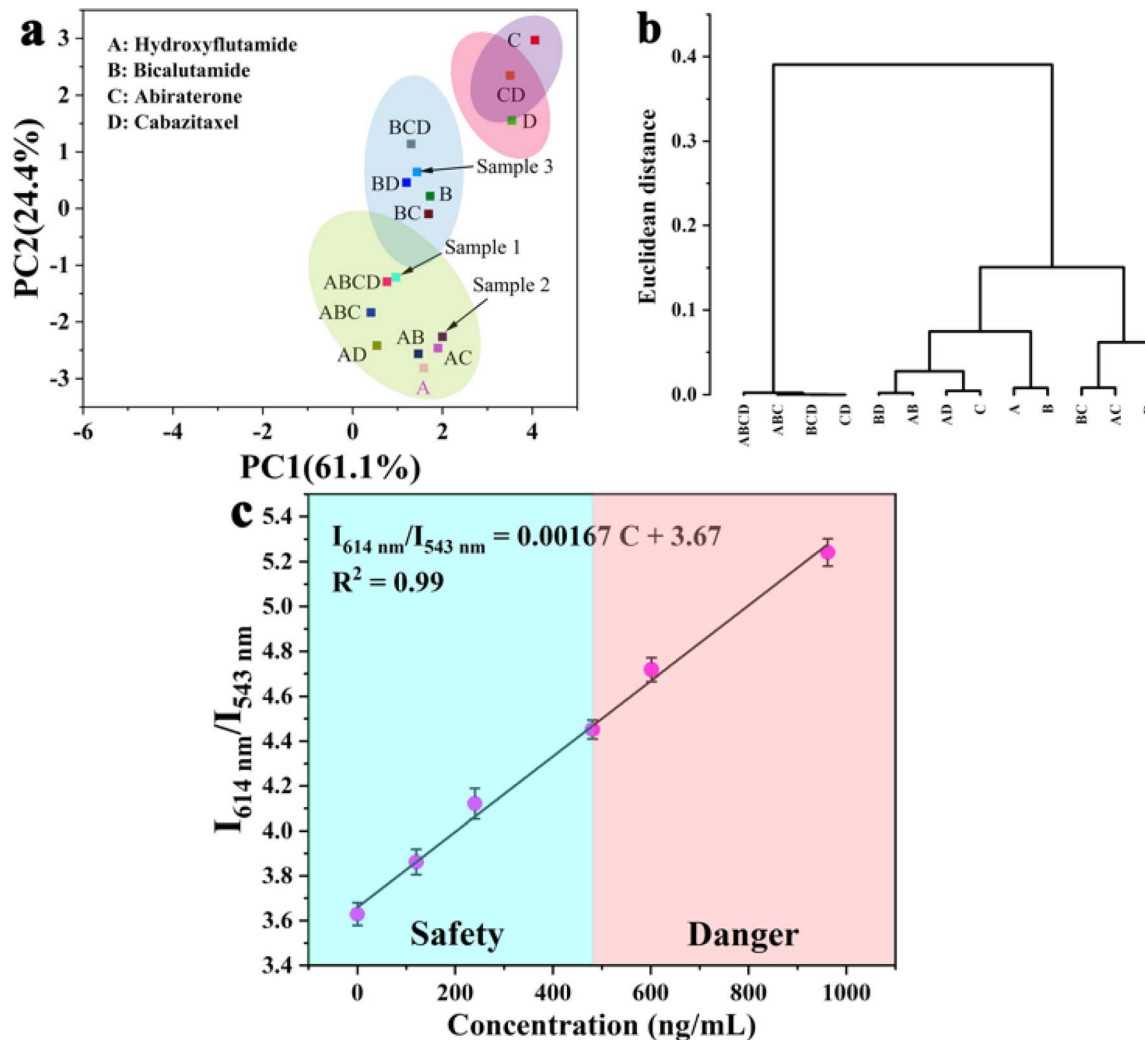 a
A: Hydroxyflutamide
B: Bicalutamide
C: Abiraterone
D: Cabazitaxel
C
CD
D
BCD
Sample 3
BD
B
BC
Sample 1
ABCD
Sample 2
ABC
AB
AD
AC
A
3
2
1
0
-1
-2
-3
PC2(24.4%)
-6 -4 -2 0 2 4
PC1(61.1%)
b
0.4
0.3
0.2
0.1
0.0
Euclidean distance
ABCD ABC BCD CD BD AB AD C A B BC AC
c
I614 nm/I543 nm = 0.00167 C + 3.67
R² = 0.99
5.4
5.2
5.0
4.8
4.6
4.4
4.2
4.0
3.8
3.6
3.4
I614 nm/I543 nm
Safety Danger
0 200 400 600 800 1000
Concentration (ng/mL)